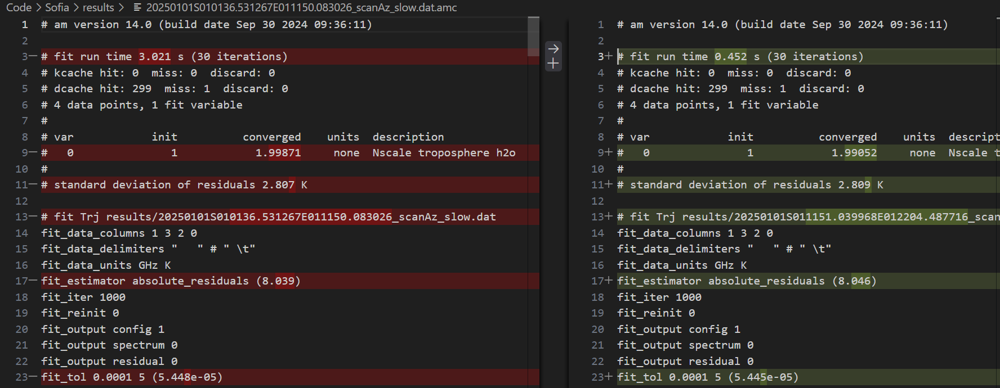 Code > Sofia > results > 20250101S010136.531267E011150.083026_scanAz_slow.dat.amc
1 # am version 14.0 (build date Sep 30 2024 09:36:11)
2
3— # fit run time 3.021 s (30 iterations)
4 # kcache hit: 0  miss: 0  discard: 0
5 # dcache hit: 299  miss: 1  discard: 0
6 # 4 data points, 1 fit variable
7 #
8 # var            init          converged    units  description
9— #   0               1            1.99871     none  Nscale troposphere h2o
10 #
11— # standard deviation of residuals 2.807 K
12
13— # fit Trj results/20250101S010136.531267E011150.083026_scanAz_slow.dat
14 fit_data_columns 1 3 2 0
15 fit_data_delimiters "   " # " \t"
16 fit_data_units GHz K
17— fit_estimator absolute_residuals (8.039)
18 fit_iter 1000
19 fit_reinit 0
20 fit_output config 1
21 fit_output spectrum 0
22 fit_output residual 0
23— fit_tol 0.0001 5 (5.448e-05)
1 # am version 14.0 (build date Sep 30 2024 09:36:11)
2
3+ # fit run time 0.452 s (30 iterations)
4 # kcache hit: 0  miss: 0  discard: 0
5 # dcache hit: 299  miss: 1  discard: 0
6 # 4 data points, 1 fit variable
7 #
8 # var            init          converged    units  descript
9+ #   0               1            1.99052     none  Nscale t
10 #
11+ # standard deviation of residuals 2.809 K
12
13+ # fit Trj results/20250101S011151.039968E012204.487716_scan
14 fit_data_columns 1 3 2 0
15 fit_data_delimiters "   " # " \t"
16 fit_data_units GHz K
17+ fit_estimator absolute_residuals (8.046)
18 fit_iter 1000
19 fit_reinit 0
20 fit_output config 1
21 fit_output spectrum 0
22 fit_output residual 0
23+ fit_tol 0.0001 5 (5.445e-05)